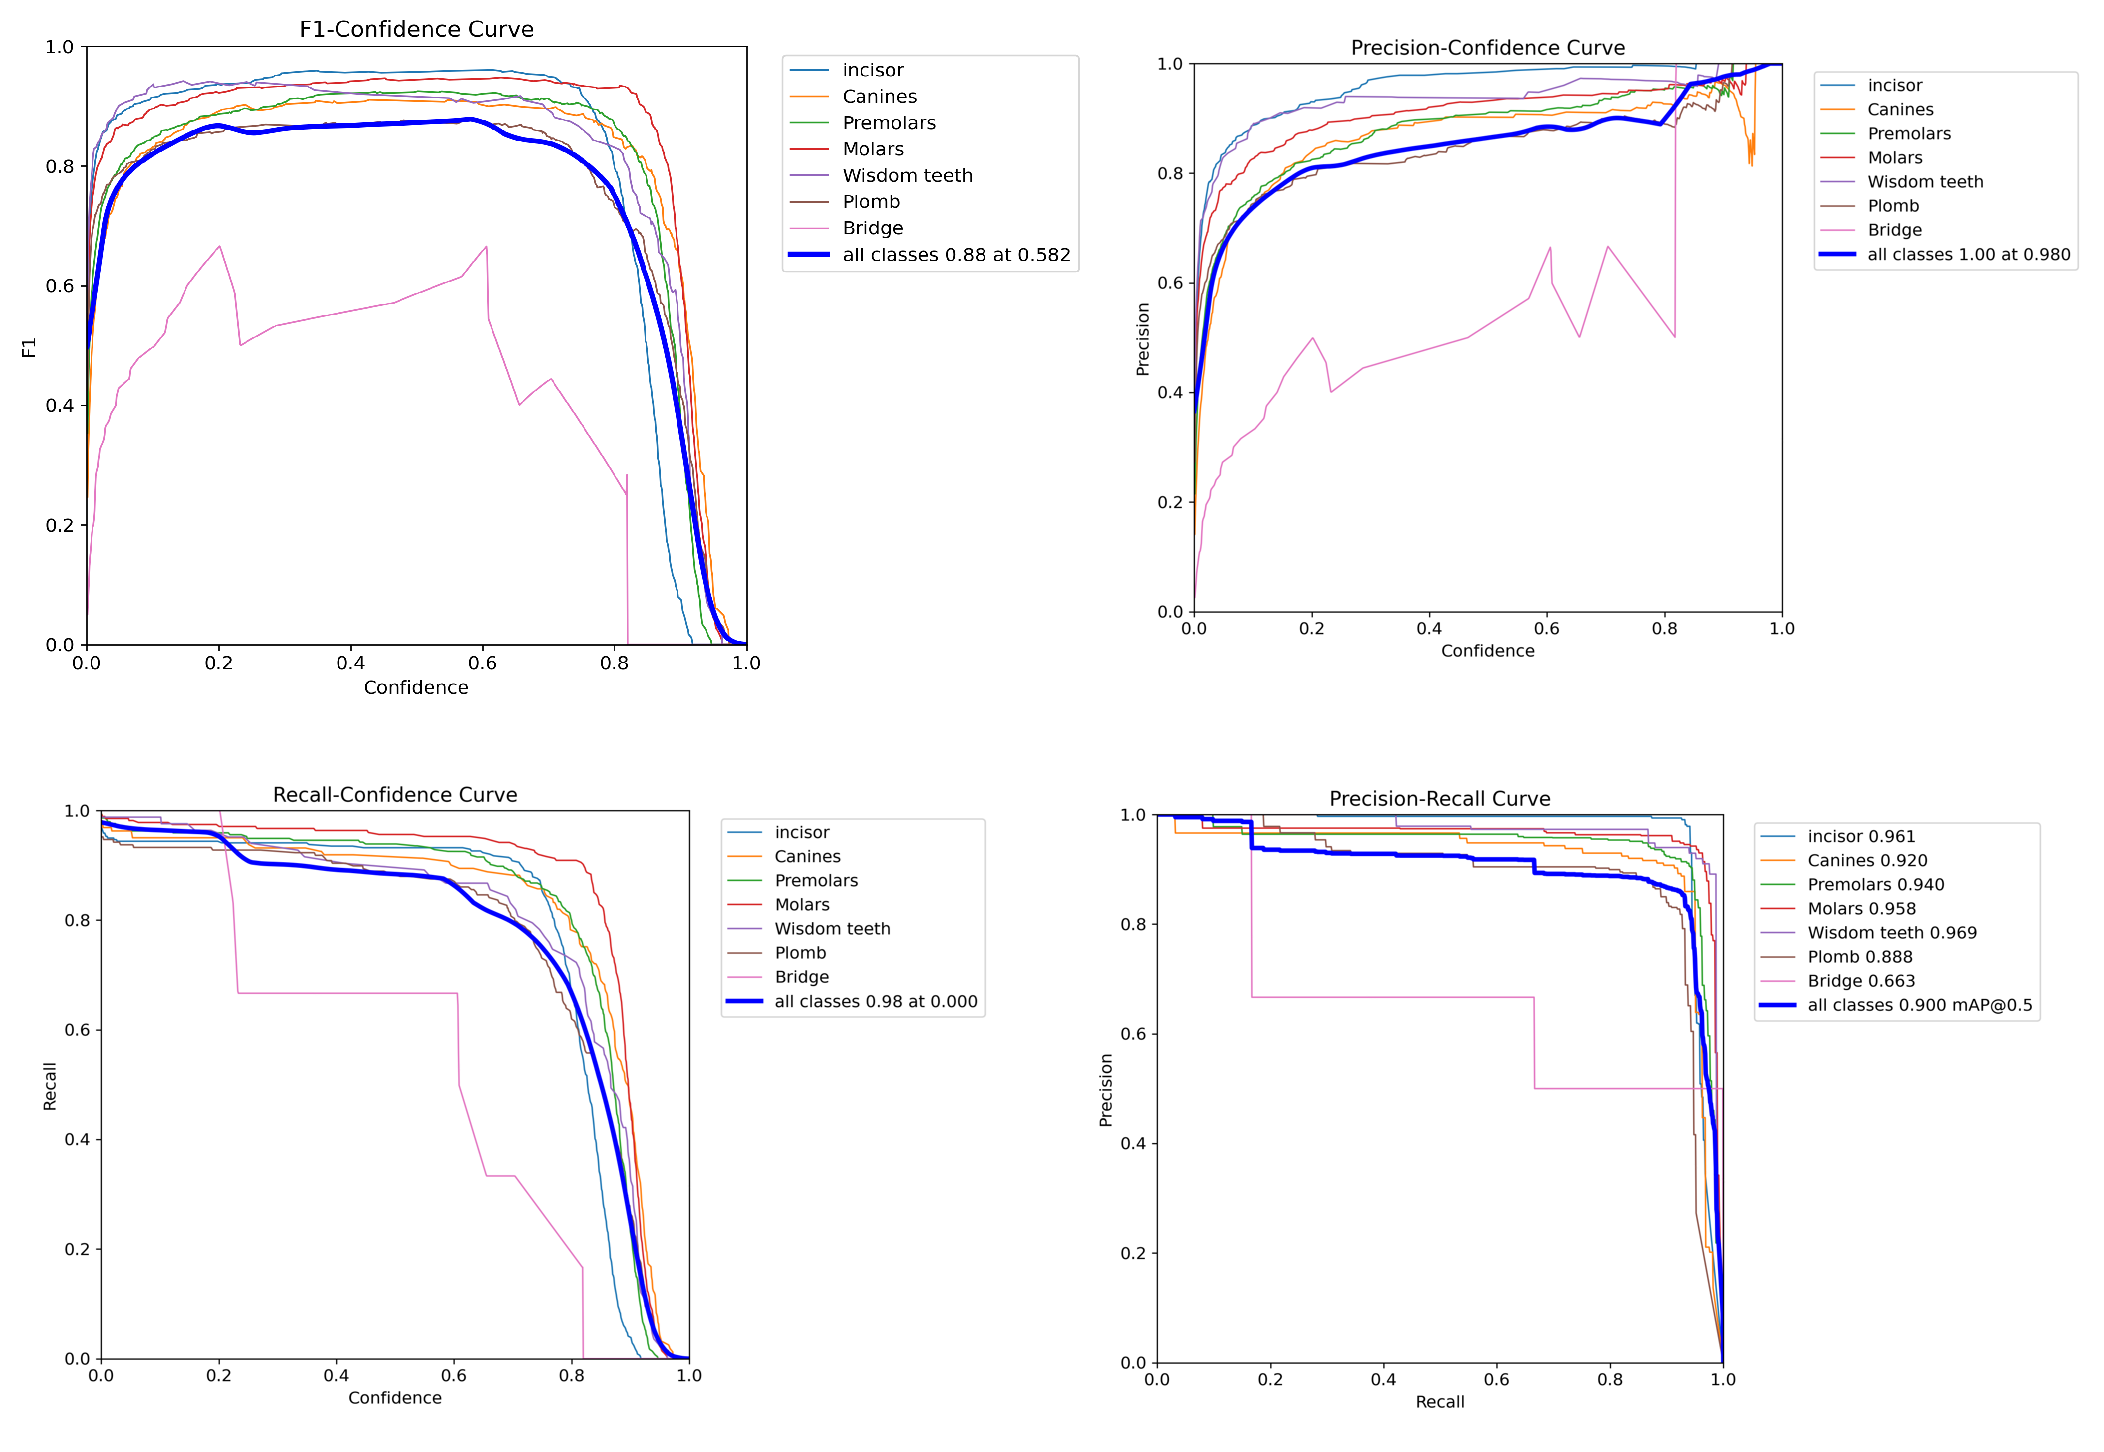 F1-Confidence Curve
1.0
0.8
0.6
0.4
0.2
0.0
F1
0.0 0.2 0.4 0.6 0.8 1.0
Confidence
incisor
Canines
Premolars
Molars
Wisdom teeth
Plomb
Bridge
all classes 0.88 at 0.582
Precision-Confidence Curve
1.0
0.8
0.6
0.4
0.2
0.0
Precision
0.0 0.2 0.4 0.6 0.8 1.0
Confidence
incisor
Canines
Premolars
Molars
Wisdom teeth
Plomb
Bridge
all classes 1.00 at 0.980
Recall-Confidence Curve
1.0
0.8
0.6
0.4
0.2
0.0
Recall
0.0 0.2 0.4 0.6 0.8 1.0
Confidence
incisor
Canines
Premolars
Molars
Wisdom teeth
Plomb
Bridge
all classes 0.98 at 0.000
Precision-Recall Curve
1.0
0.8
0.6
0.4
0.2
0.0
Precision
0.0 0.2 0.4 0.6 0.8 1.0
Recall
incisor 0.961
Canines 0.920
Premolars 0.940
Molars 0.958
Wisdom teeth 0.969
Plomb 0.888
Bridge 0.663
all classes 0.900 mAP@0.5